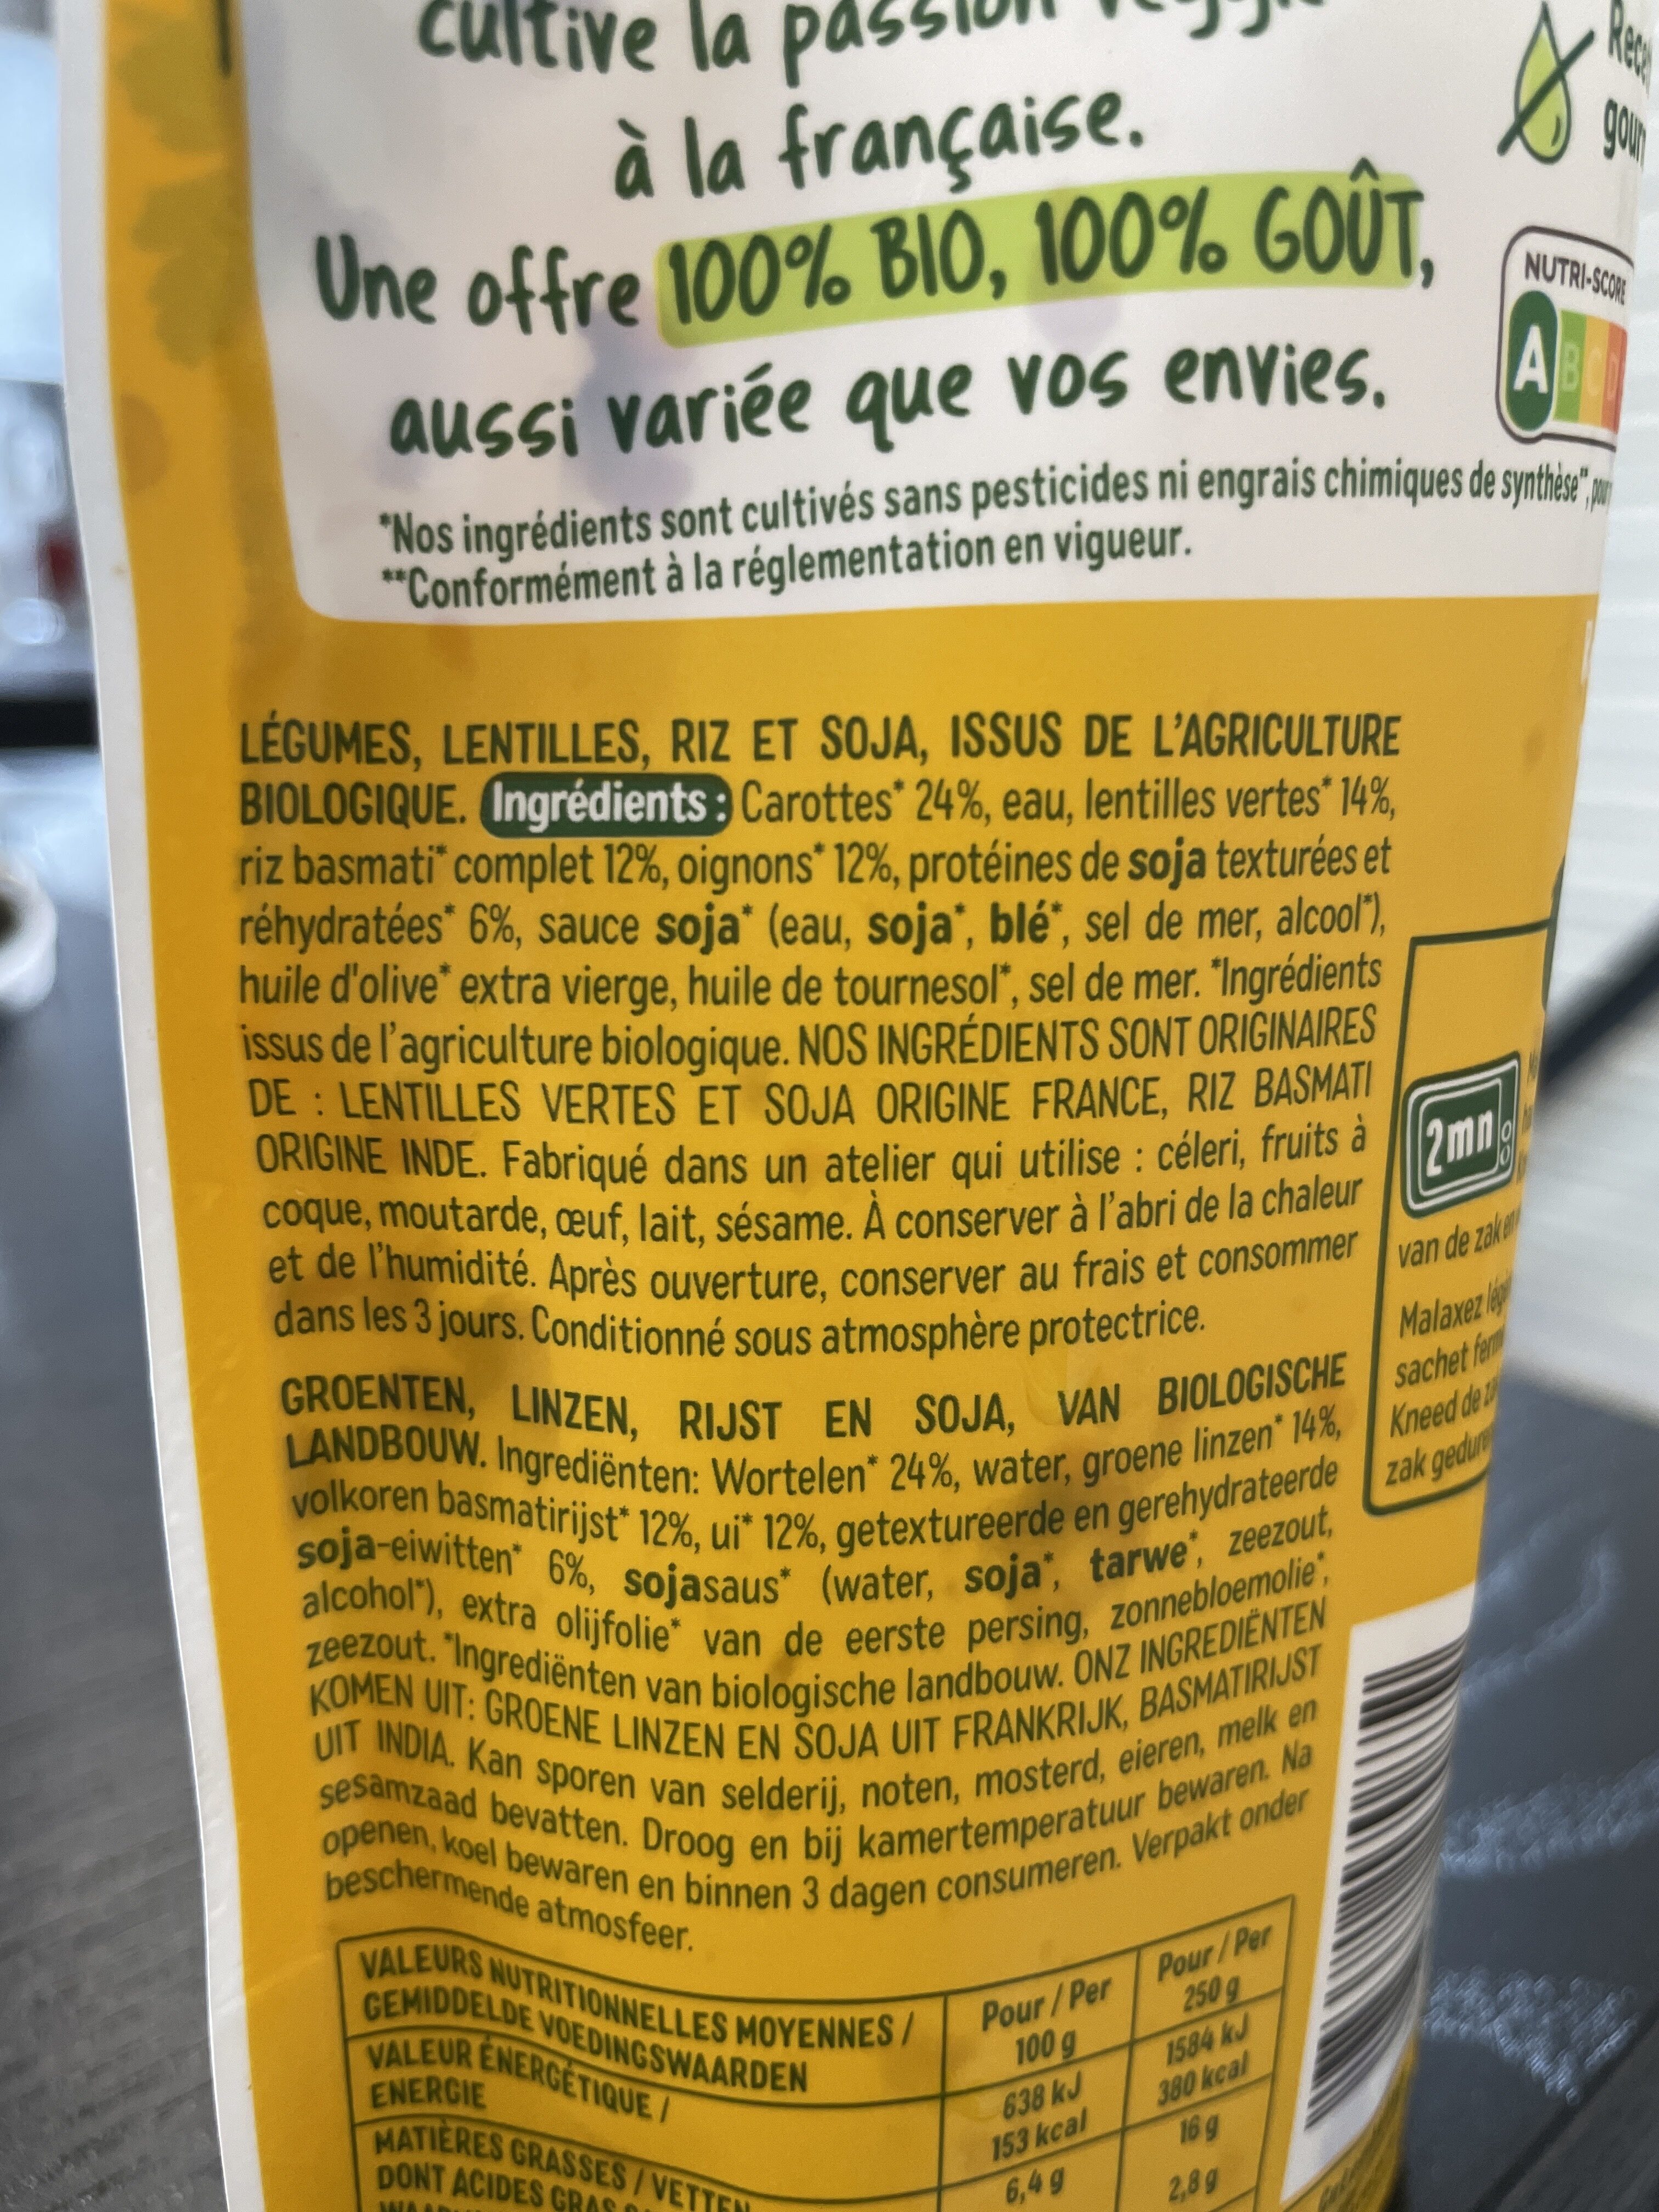 cultive la passion
à la française.
Une offre 100% BIO, 100% GOÛT,
aussi variée que vos envies.
*Nos ingrédients sont cultivés sans pesticides ni engrais chimiques de synthèse**,
**Conformément à la réglementation en vigueur.
NUTRI-SCORE
A B C D
LÉGUMES, LENTILLES, RIZ ET SOJA, ISSUS DE L'AGRICULTURE
BIOLOGIQUE. Ingrédients : Carottes* 24%, eau, lentilles vertes* 14%,
riz basmati* complet 12%, oignons* 12%, protéines de soja texturées et
réhydratées* 6%, sauce soja* (eau, soja*, blé*, sel de mer, alcool*),
huile d'olive* extra vierge, huile de tournesol*, sel de mer. *Ingrédients
issus de l'agriculture biologique. NOS INGRÉDIENTS SONT ORIGINAIRES
DE : LENTILLES VERTES ET SOJA ORIGINE FRANCE, RIZ BASMATI
ORIGINE INDE. Fabriqué dans un atelier qui utilise : céleri, fruits à
coque, moutarde, œuf, lait, sésame. À conserver à l'abri de la chaleur
et de l'humidité. Après ouverture, conserver au frais et consommer
dans les 3 jours. Conditionné sous atmosphère protectrice.
GROENTEN, LINZEN, RIJST EN SOJA, VAN BIOLOGISCHE
LANDBOUW. Ingrediënten: Wortelen* 24%, water, groene linzen* 14%,
volkoren basmatirijst* 12%, ui* 12%, getextureerde en gerehydrateerde
soja-eiwitten* 6%, sojasaus* (water, soja*, tarwe*, zeezout,
alcohol*), extra olijfolie* van de eerste persing, zonnebloemolie*,
zeezout. *Ingrediënten van biologische landbouw. ONZ INGREDIËNTEN
KOMEN UIT: GROENE LINZEN EN SOJA UIT FRANKRIJK, BASMATIRIJST
UIT INDIA. Kan sporen van selderij, noten, mosterd, eieren, melk en
sesamzaad bevatten. Droog en bij kamertemperatuur bewaren. Na
openen, koel bewaren en binnen 3 dagen consumeren. Verpakt onder
beschermende atmosfeer.
2mn
van de zak
Malaxez
sachet
Kneed de
zak
VALEURS NUTRITIONNELLES MOYENNES /
GEMIDDELDE VOEDINGSWAARDEN
Pour / Per
100 g
Pour / Per
250 g
VALEUR ÉNERGÉTIQUE /
ENERGIE
638 kJ
153 kcal
1584 kJ
380 kcal
MATIÈRES GRASSES / VETTEN
6,4 g
16 g
DONT ACIDES GRAS
2,8 g